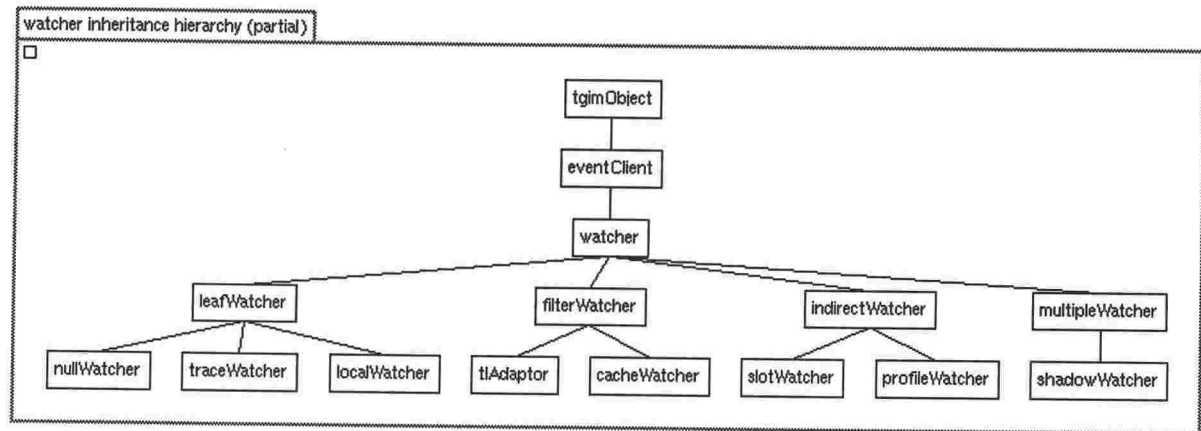 watcher inheritance hierarchy (partial)
tgimObject
eventClient
watcher
leafWatcher filterWatcher indirectWatcher multipleWatcher
nullWatcher traceWatcher localWatcher tlAdaptor cacheWatcher slotWatcher profileWatcher shadowWatcher